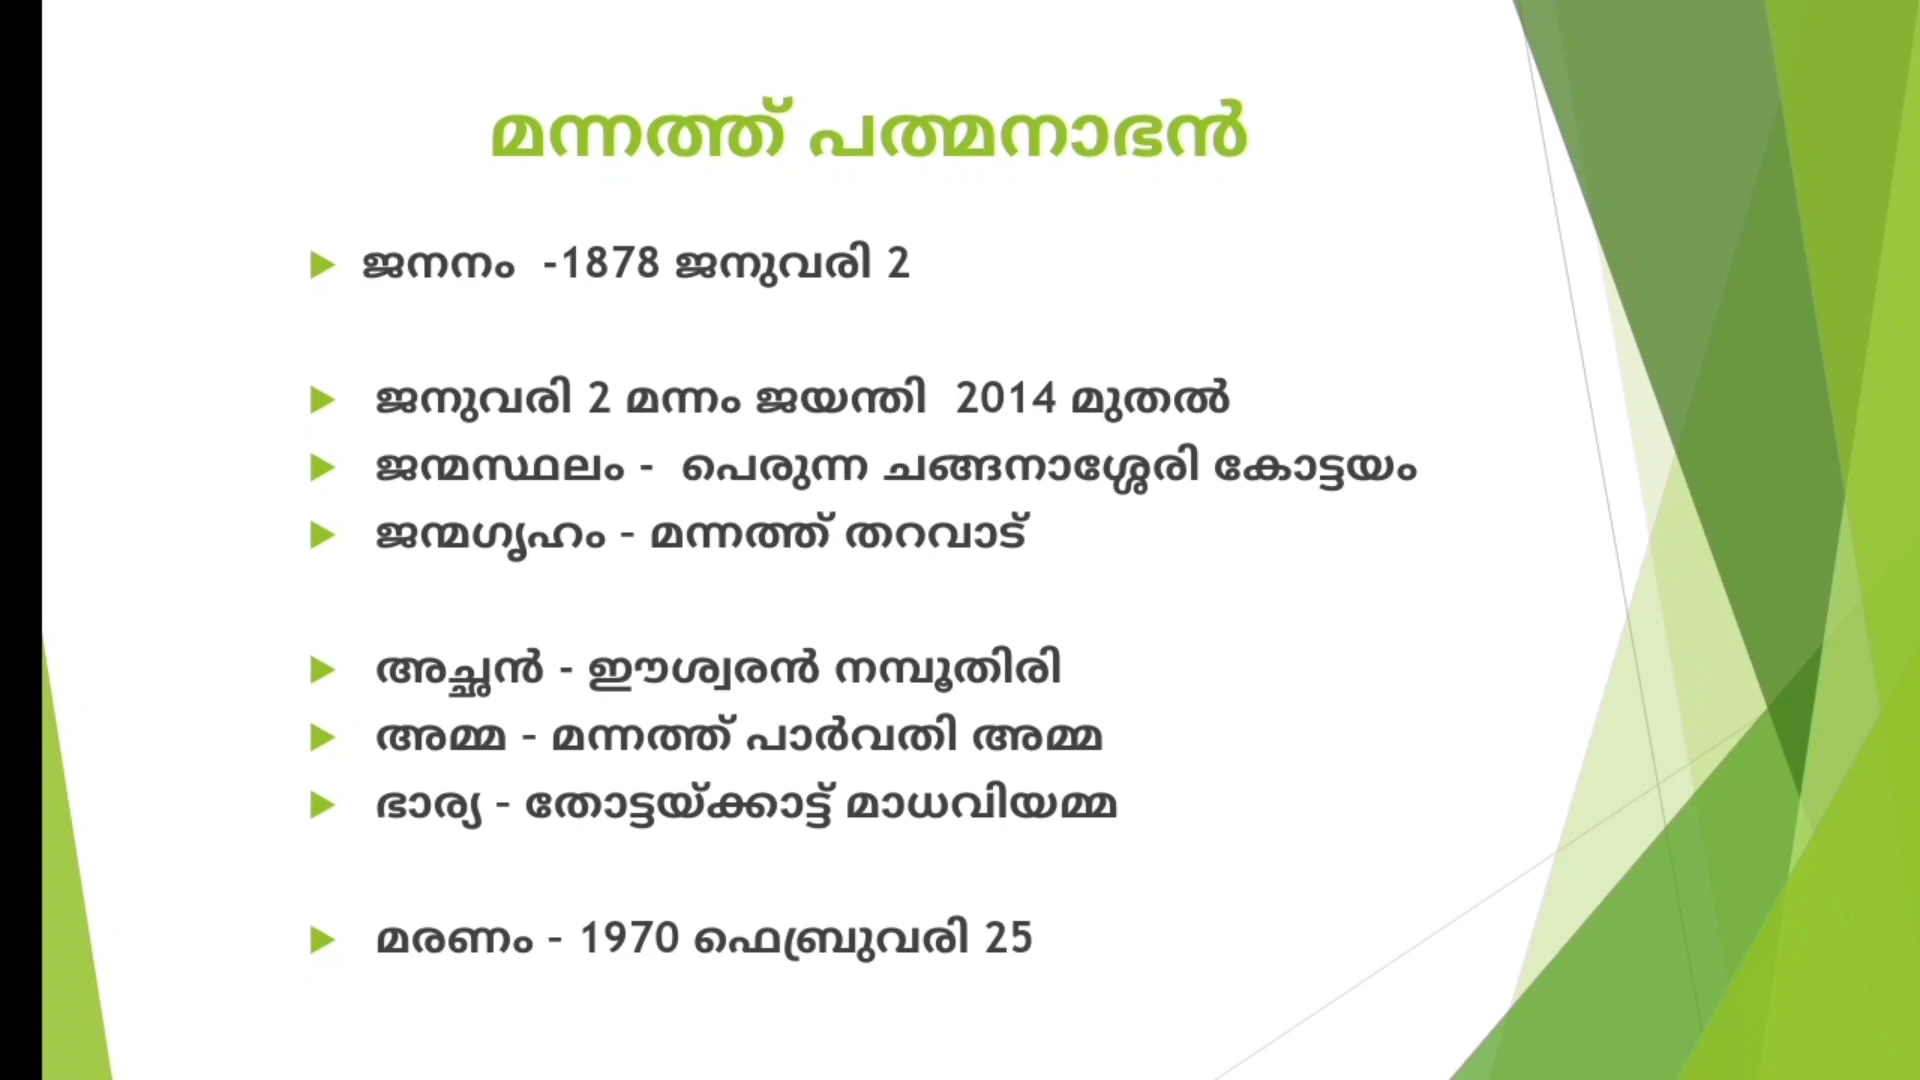 മന്നത്ത് പത്മനാഭൻ
ജനനം -1878 ജനുവരി 2
ജനുവരി 2 മന്നം ജയന്തി 2014 മുതൽ
ജന്മസ്ഥലം - പെരുന്ന ചങ്ങനാശ്ശേരി കോട്ടയം
ജന്മഗൃഹം - മന്നത്ത് തറവാട്
അച്ഛൻ - ഈശ്വരൻ നമ്പൂതിരി
അമ്മ - മന്നത്ത് പാർവതി അമ്മ
ഭാര്യ - തോട്ടയ്ക്കാട്ട് മാധവിയമ്മ
മരണം - 1970 ഫെബ്രുവരി 25